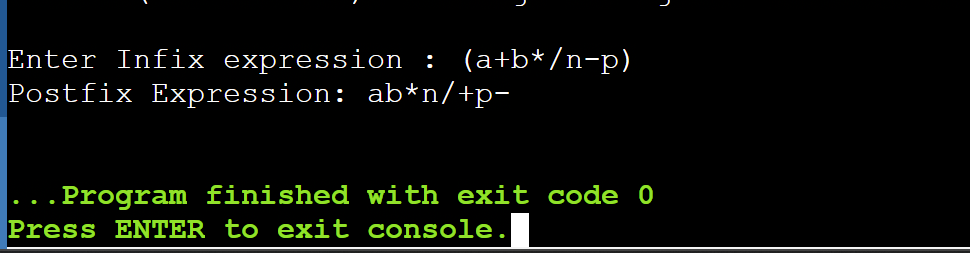 Enter Infix expression : (a+b*/n-p)
Postfix Expression: ab*n/+p-
...Program finished with exit code 0
Press ENTER to exit console.